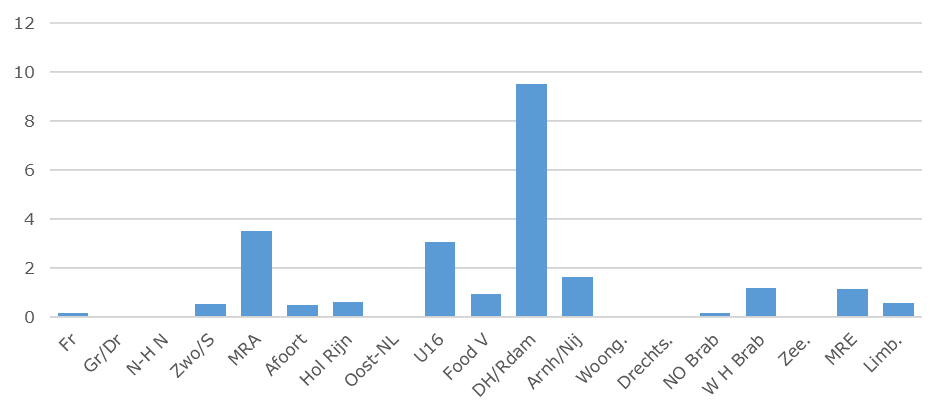 12
10
8
6
4
2
0
Fr
Gr/Dr
N-H N
Zwo/S
MRA
Afoort
Hol Rijn
Oost-NL
U16
Food V
DH/Rdam
Arnh/Nij
Woong.
Drechts.
NO Brab
W H Brab
Zee.
MRE
Limb.